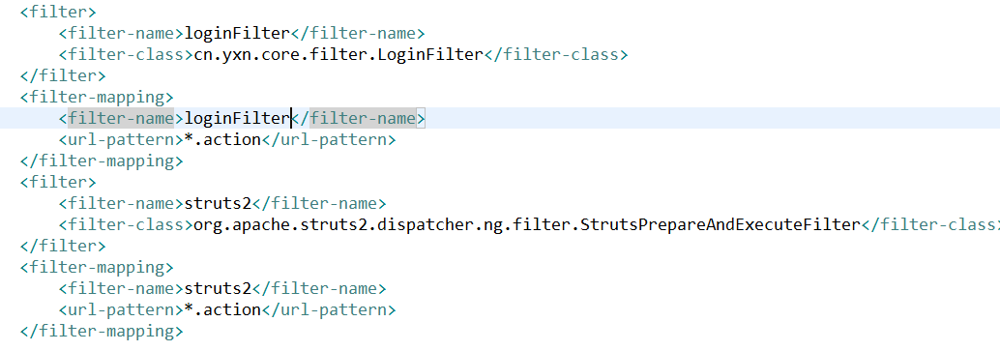 <filter>
<filter-name>loginFilter</filter-name>
<filter-class>cn.yxn.core.filter.LoginFilter</filter-class>
</filter>
<filter-mapping>
<filter-name>loginFilter</filter-name>
<url-pattern>*.action</url-pattern>
</filter-mapping>
<filter>
<filter-name>struts2</filter-name>
<filter-class>org.apache.struts2.dispatcher.ng.filter.StrutsPrepareAndExecuteFilter</filter-class>
</filter>
<filter-mapping>
<filter-name>struts2</filter-name>
<url-pattern>*.action</url-pattern>
</filter-mapping>